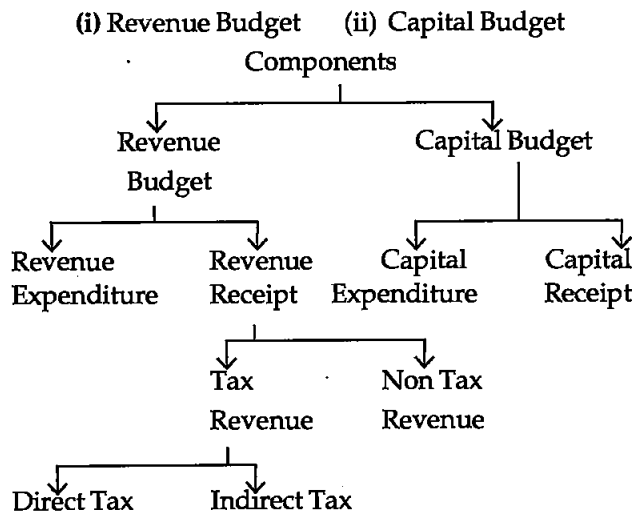 (i) Revenue Budget (ii) Capital Budget
Components
Revenue Budget
Capital Budget
Revenue Expenditure
Revenue Receipt
Capital Expenditure
Capital Receipt
Tax Revenue
Non Tax Revenue
Direct Tax
Indirect Tax